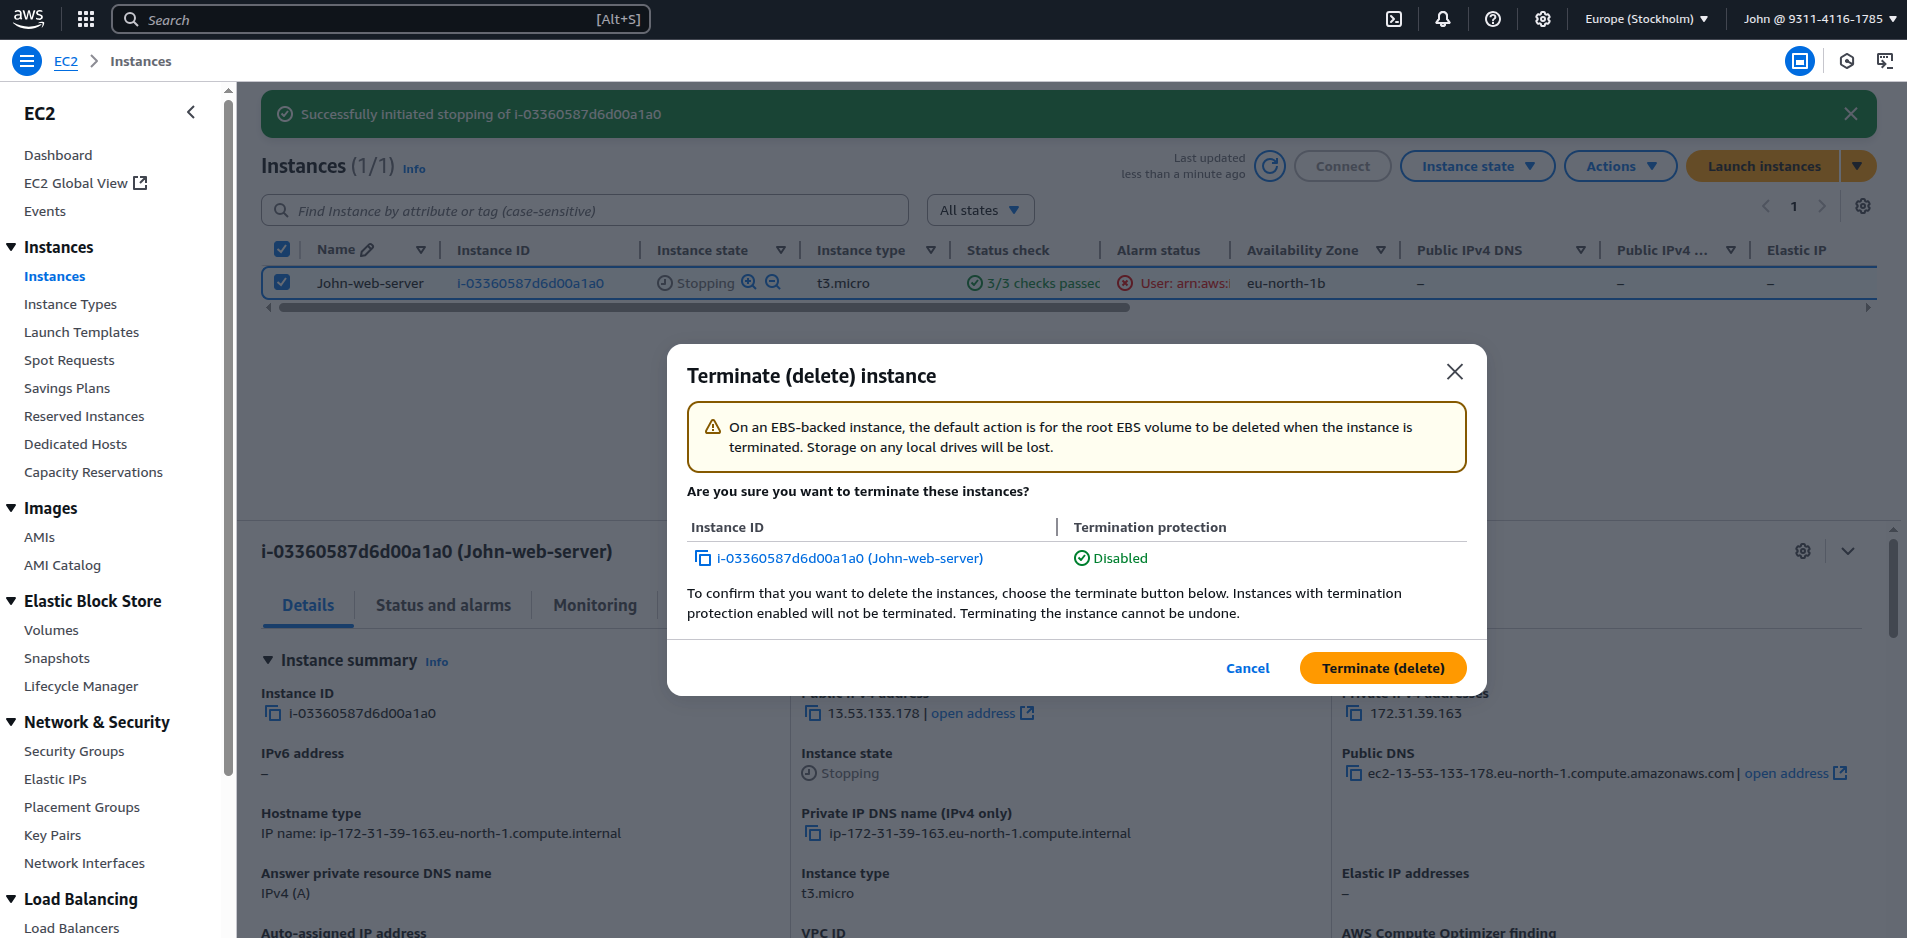 aws
Search [Alt+S]
Europe (Stockholm)
John @ 9311-4116-1785
EC2 Instances
EC2
Dashboard
EC2 Global View
Events
Instances
Instances
Instance Types
Launch Templates
Spot Requests
Savings Plans
Reserved Instances
Dedicated Hosts
Capacity Reservations
Images
AMIs
AMI Catalog
Elastic Block Store
Volumes
Snapshots
Lifecycle Manager
Network & Security
Security Groups
Elastic IPs
Placement Groups
Key Pairs
Network Interfaces
Load Balancing
Load Balancers
Successfully initiated stopping of i-03360587d6d00a1a0
Instances (1/1) Info
Last updated
less than a minute ago
Connect
Instance state
Actions
Launch instances
Find Instance by attribute or tag (case-sensitive)
All states
1
Name Instance ID Instance state Instance type Status check Alarm status Availability Zone Public IPv4 DNS Public IPv4 ... Elastic IP
John-web-server i-03360587d6d00a1a0 Stopping t3.micro 3/3 checks passec User: arn:aws: eu-north-1b – – –
Terminate (delete) instance
On an EBS-backed instance, the default action is for the root EBS volume to be deleted when the instance is
terminated. Storage on any local drives will be lost.
Are you sure you want to terminate these instances?
Instance ID Termination protection
i-03360587d6d00a1a0 (John-web-server) Disabled
To confirm that you want to delete the instances, choose the terminate button below. Instances with termination
protection enabled will not be terminated. Terminating the instance cannot be undone.
Cancel
Terminate (delete)
i-03360587d6d00a1a0 (John-web-server)
Details Status and alarms Monitoring
Instance summary Info
Instance ID
i-03360587d6d00a1a0
13.53.133.178 | open address
172.31.39.163
IPv6 address
–
Instance state
Stopping
Public DNS
ec2-13-53-133-178.eu-north-1.compute.amazonaws.com | open address
Hostname type
IP name: ip-172-31-39-163.eu-north-1.compute.internal
Private IP DNS name (IPv4 only)
ip-172-31-39-163.eu-north-1.compute.internal
Answer private resource DNS name
IPv4 (A)
Instance type
t3.micro
Elastic IP addresses
–
Auto-assigned IP address
VPC ID
AWS Compute Optimizer finding